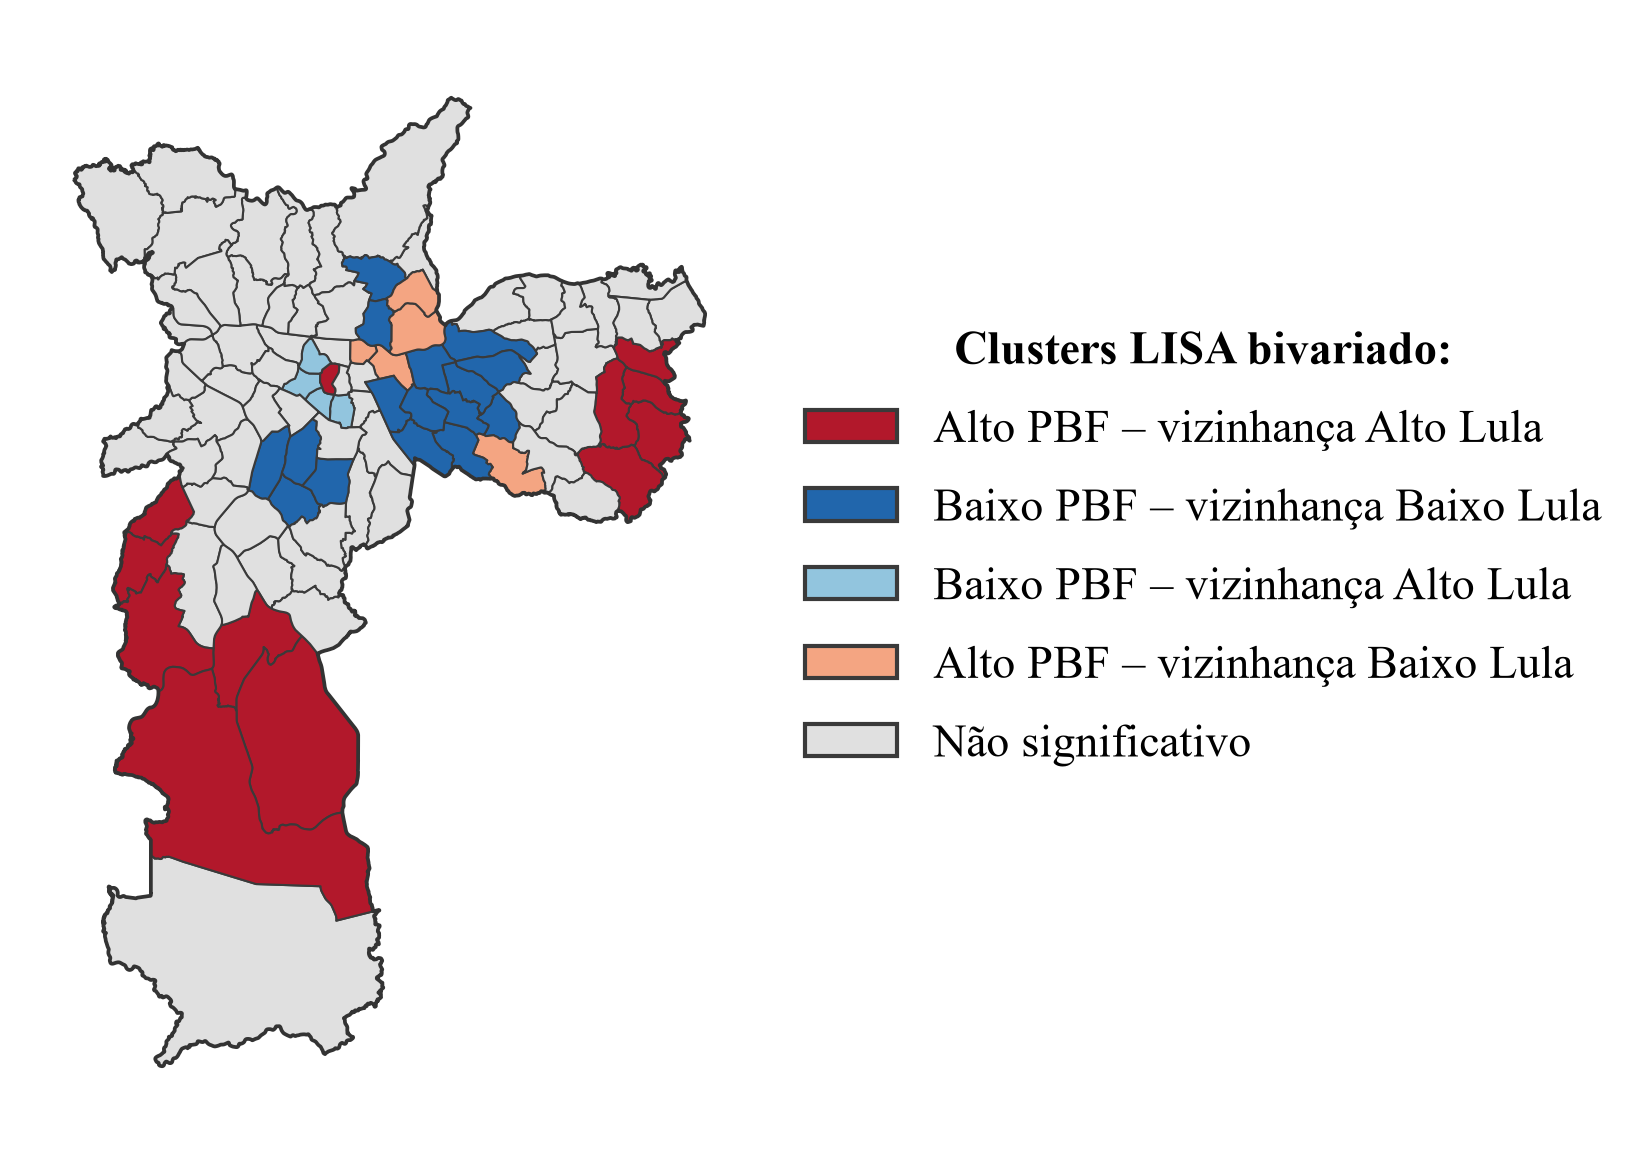 Clusters LISA bivariado:
Alto PBF – vizinhança Alto Lula
Baixo PBF – vizinhança Baixo Lula
Baixo PBF – vizinhança Alto Lula
Alto PBF – vizinhança Baixo Lula
Não significativo